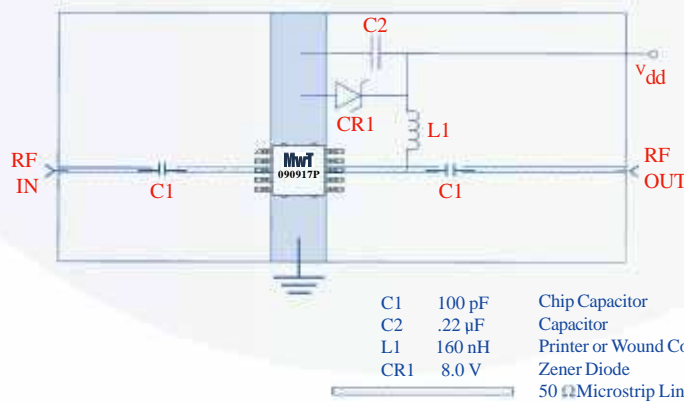 C2
Vdd
CR1
L1
RF
IN
C1
MwT
090917P
C1
RF
OUT
C1 100 pF Chip Capacitor
C2 .22 µF Capacitor
L1 160 nH Printer or Wound Co
CR1 8.0 V Zener Diode
50 Ω Microstrip Lin